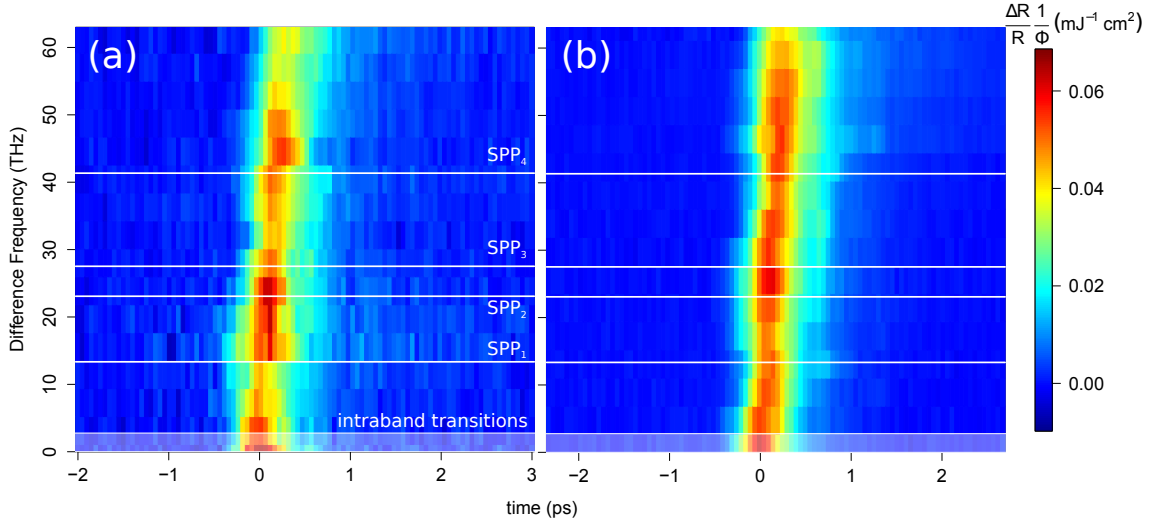 (a)
(b)
ΔR 1
R Φ (mJ⁻¹ cm²)
Difference Frequency (THz)
60
50
40
30
20
10
0
SPP₄
SPP₃
SPP₂
SPP₁
intraband transitions
−2 −1 0 1 2 3
−2 −1 0 1 2
time (ps)
0.06
0.04
0.02
0.00